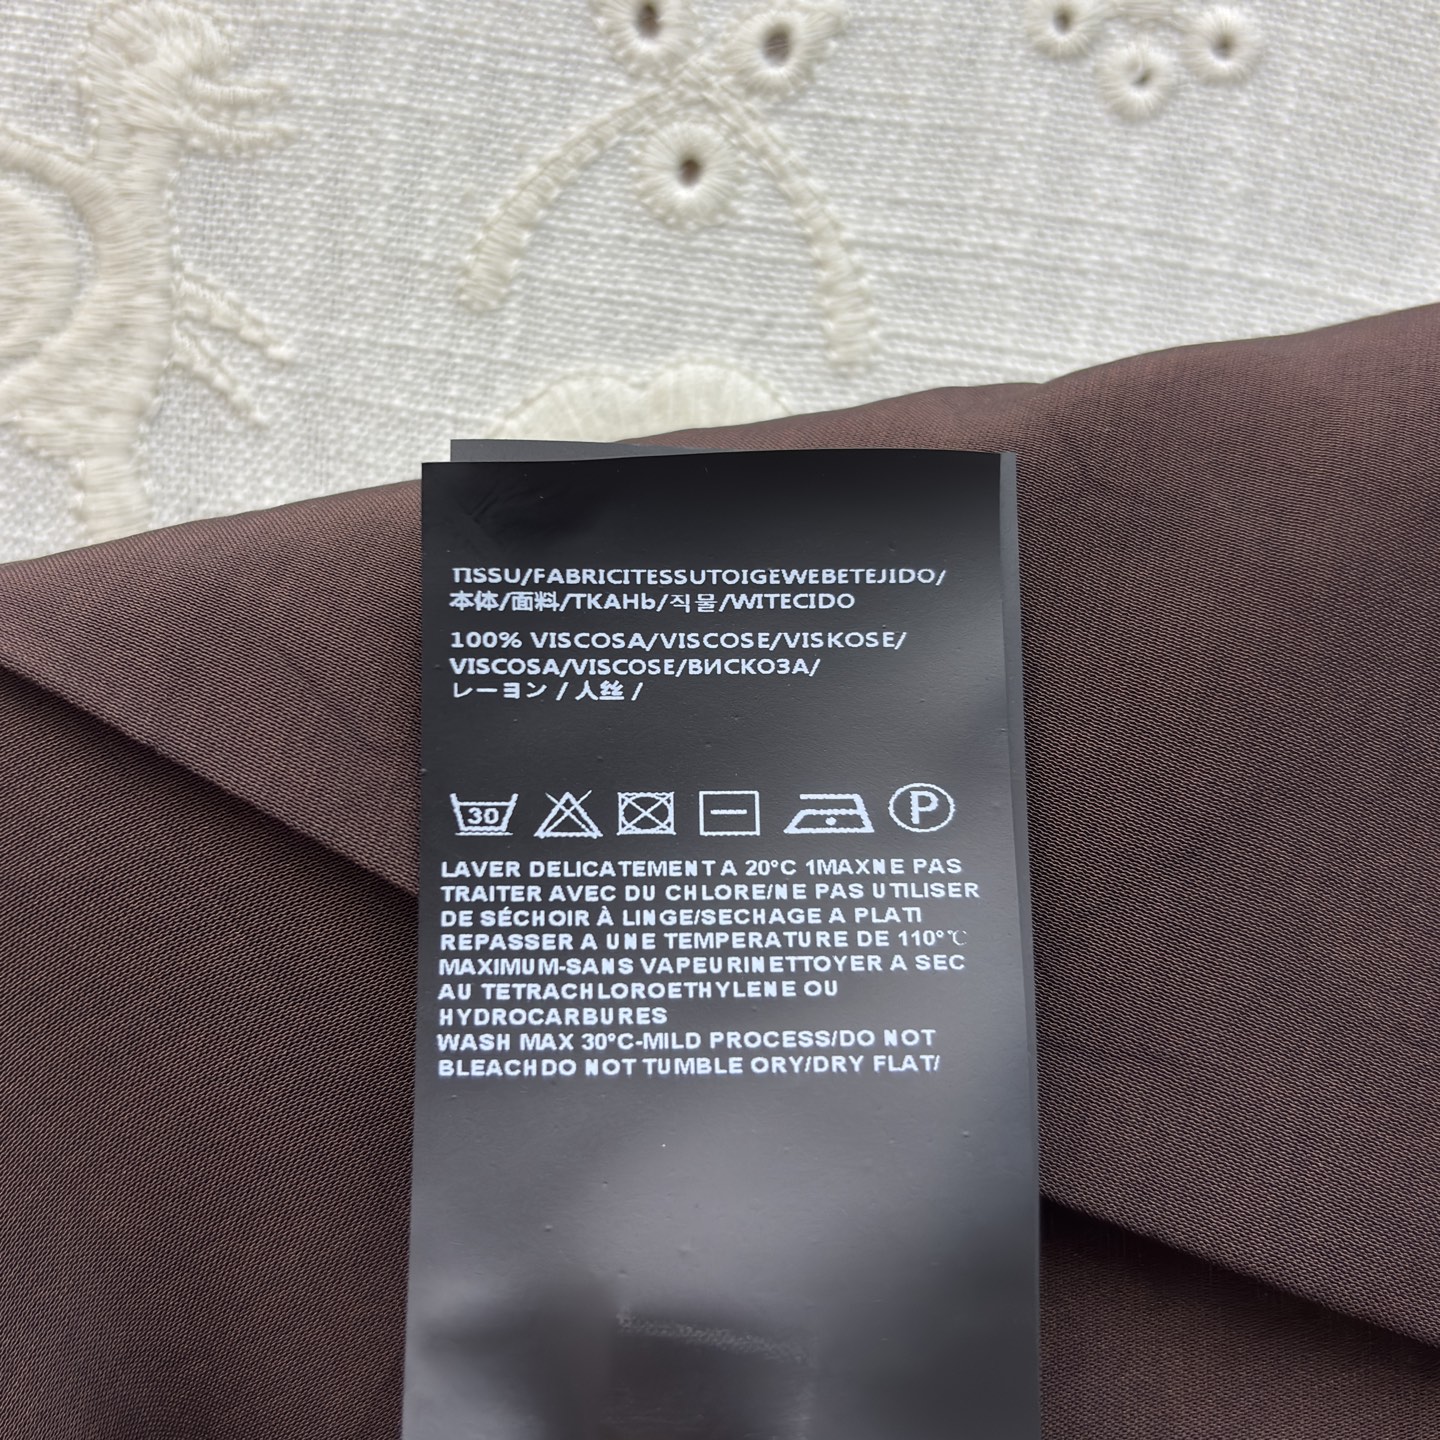 TISSU/FABRICITESSUTOIGEWEBETEJIDO/
本体/面料/TKAHb/직물/WITECIDO
100% VISCOSA/VISCOSE/VISKOSE/
VISCOSA/VISCOSE/ВИСКОЗА/
レーヨン / 人丝 /
30 P
LAVER DELICATEMENT A 20°C 1MAXNE PAS
TRAITER AVEC DU CHLORE/NE PAS UTILISER
DE SÉCHOIR À LINGE/SECHAGE A PLATI
REPASSER A UNE TEMPERATURE DE 110°℃
MAXIMUM-SANS VAPEURINETTOYER A SEC
AU TETRACHLOROETHYLENE OU
HYDROCARBURES
WASH MAX 30°C-MILD PROCESS/DO NOT
BLEACHDO NOT TUMBLE ORY/DRY FLAT/